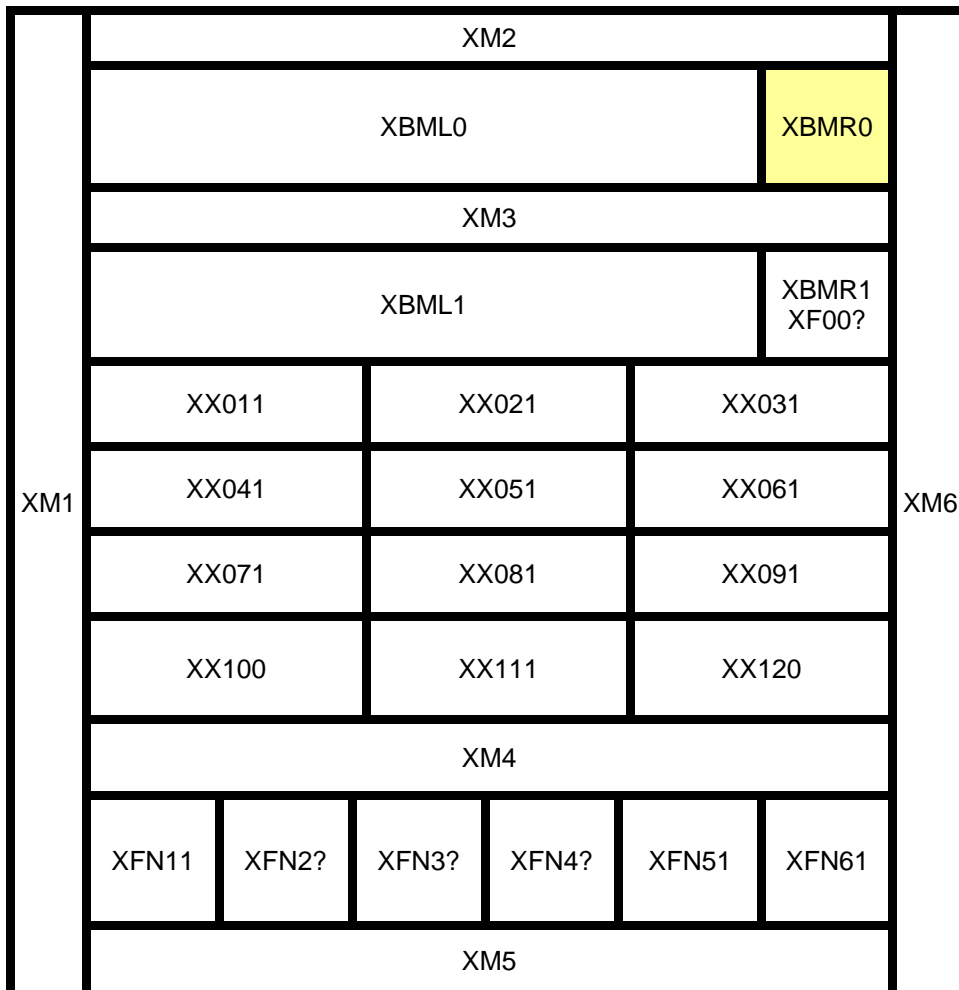 XM2
XBML0
XBMR0
XM3
XBML1
XBMR1
XF00?
XX011
XX021
XX031
XX041
XX051
XX061
XM1
XM6
XX071
XX081
XX091
XX100
XX111
XX120
XM4
XFN11
XFN2?
XFN3?
XFN4?
XFN51
XFN61
XM5